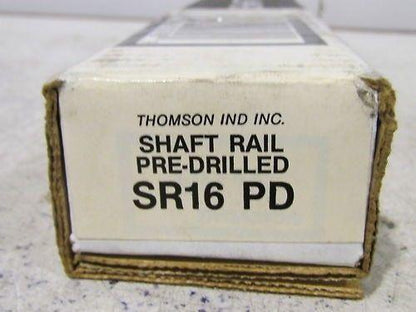 THOMSON IND INC.
SHAFT RAIL
PRE-DRILLED
SR16 PD